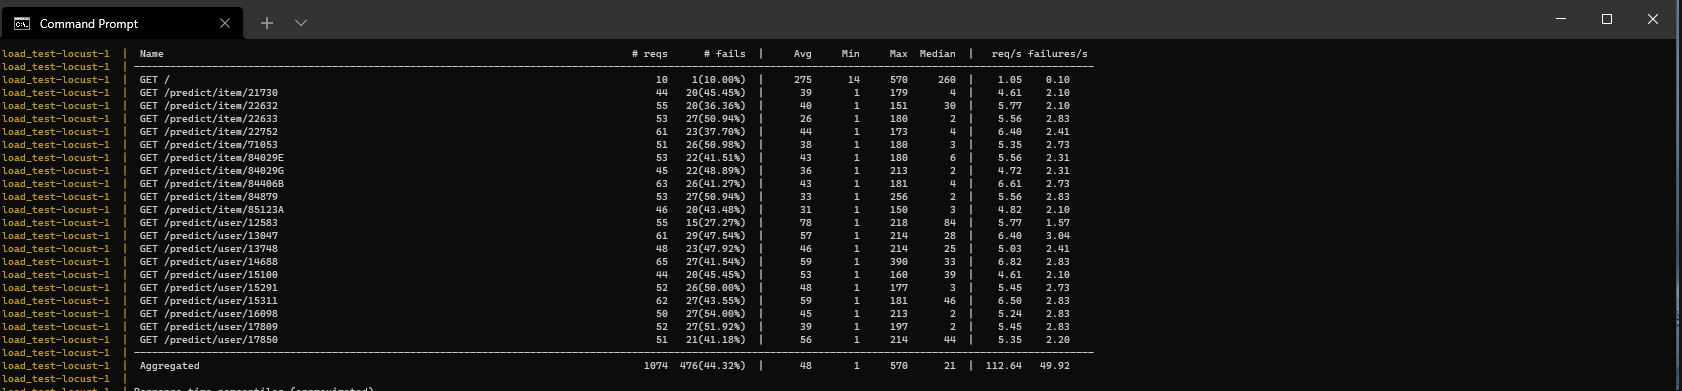 Command Prompt
load_test-locust-1 | Name # reqs # fails | Avg Min Max Median | req/s failures/s
load_test-locust-1 | --------------------------------------------------------------------------------
load_test-locust-1 | GET / 10 1(10.00%) | 275 14 570 260 | 1.05 0.10
load_test-locust-1 | GET /predict/item/21730 44 20(45.45%) | 39 1 179 4 | 4.61 2.10
load_test-locust-1 | GET /predict/item/22632 55 20(36.36%) | 40 1 151 30 | 5.77 2.10
load_test-locust-1 | GET /predict/item/22633 53 27(50.94%) | 26 1 180 2 | 5.56 2.83
load_test-locust-1 | GET /predict/item/22752 61 23(37.70%) | 44 1 173 4 | 6.40 2.41
load_test-locust-1 | GET /predict/item/71053 51 26(50.98%) | 38 1 180 3 | 5.35 2.73
load_test-locust-1 | GET /predict/item/84029E 53 22(41.51%) | 43 1 180 6 | 5.56 2.31
load_test-locust-1 | GET /predict/item/84029G 45 22(48.89%) | 36 1 213 2 | 4.72 2.31
load_test-locust-1 | GET /predict/item/84406B 63 26(41.27%) | 43 1 181 4 | 6.61 2.73
load_test-locust-1 | GET /predict/item/84879 53 27(50.94%) | 33 1 256 2 | 5.56 2.83
load_test-locust-1 | GET /predict/item/85123A 46 20(43.48%) | 31 1 150 3 | 4.82 2.10
load_test-locust-1 | GET /predict/user/12583 55 15(27.27%) | 78 1 218 84 | 5.77 1.57
load_test-locust-1 | GET /predict/user/13047 61 29(47.54%) | 57 1 214 28 | 6.40 3.04
load_test-locust-1 | GET /predict/user/13748 48 23(47.92%) | 46 1 214 25 | 5.03 2.41
load_test-locust-1 | GET /predict/user/14688 65 27(41.54%) | 59 1 390 33 | 6.82 2.83
load_test-locust-1 | GET /predict/user/15100 44 20(45.45%) | 53 1 160 39 | 4.61 2.10
load_test-locust-1 | GET /predict/user/15291 52 26(50.00%) | 48 1 177 3 | 5.45 2.73
load_test-locust-1 | GET /predict/user/15311 62 27(43.55%) | 59 1 181 46 | 6.50 2.83
load_test-locust-1 | GET /predict/user/16098 50 27(54.00%) | 45 1 213 2 | 5.24 2.83
load_test-locust-1 | GET /predict/user/17809 52 27(51.92%) | 39 1 197 2 | 5.45 2.83
load_test-locust-1 | GET /predict/user/17850 51 21(41.18%) | 56 1 214 44 | 5.35 2.20
load_test-locust-1 | --------------------------------------------------------------------------------
load_test-locust-1 | Aggregated 1074 476(44.32%) | 48 1 570 21 | 112.64 49.92
load_test-locust-1 |
load_test-locust-1 | Response time percentiles (approximated)